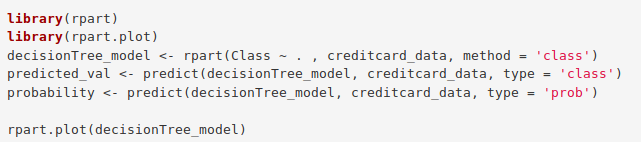 library(rpart)
library(rpart.plot)
decisionTree_model <- rpart(Class ~ . , creditcard_data, method = 'class')
predicted_val <- predict(decisionTree_model, creditcard_data, type = 'class')
probability <- predict(decisionTree_model, creditcard_data, type = 'prob')
rpart.plot(decisionTree_model)